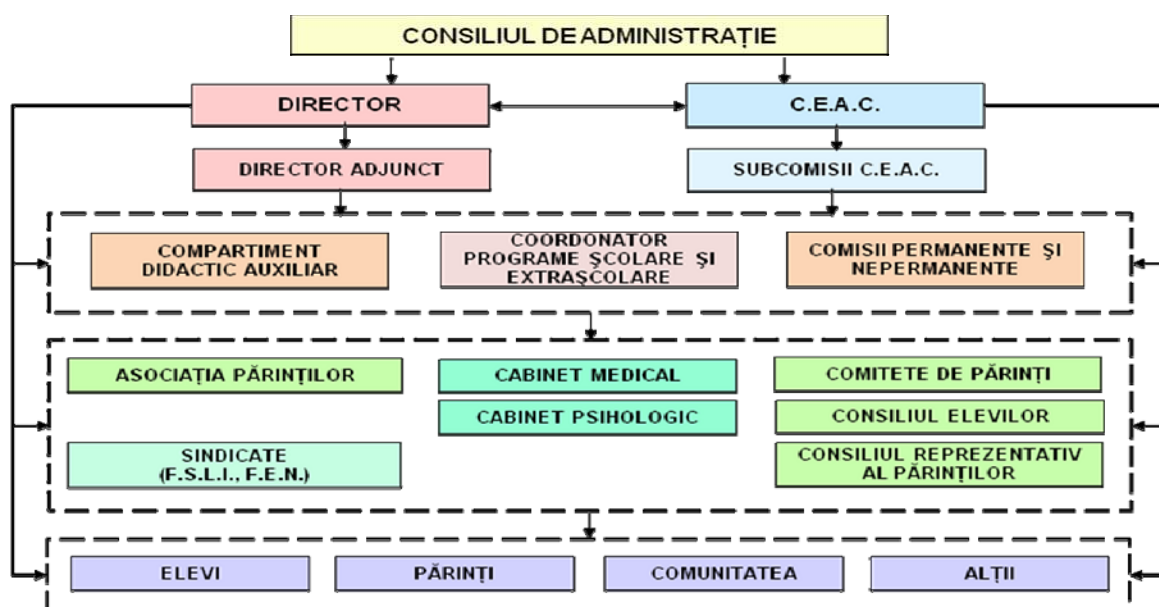 CONSILIUL DE ADMINISTRAȚIE
DIRECTOR
C.E.A.C.
DIRECTOR ADJUNCT
SUBCOMISII C.E.A.C.
COMPARTIMENT
DIDACTIC AUXILIAR
COORDONATOR
PROGRAME ŞCOLARE ŞI
EXTRAŞCOLARE
COMISII PERMANENTE ŞI
NEPERMANENTE
ASOCIAȚIA PĂRINȚILOR
CABINET MEDICAL
COMITETE DE PĂRINȚI
CABINET PSIHOLOGIC
CONSILIUL ELEVILOR
SINDICATE
(F.S.L.I., F.E.N.)
CONSILIUL REPREZENTATIV
AL PĂRINȚILOR
ELEVI
PĂRINȚI
COMUNITATEA
ALȚII